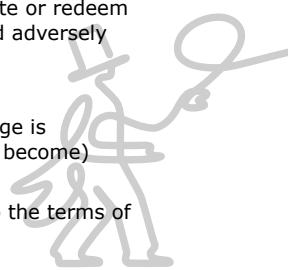 te or redeem
d adversely
ge is
become)
the terms of